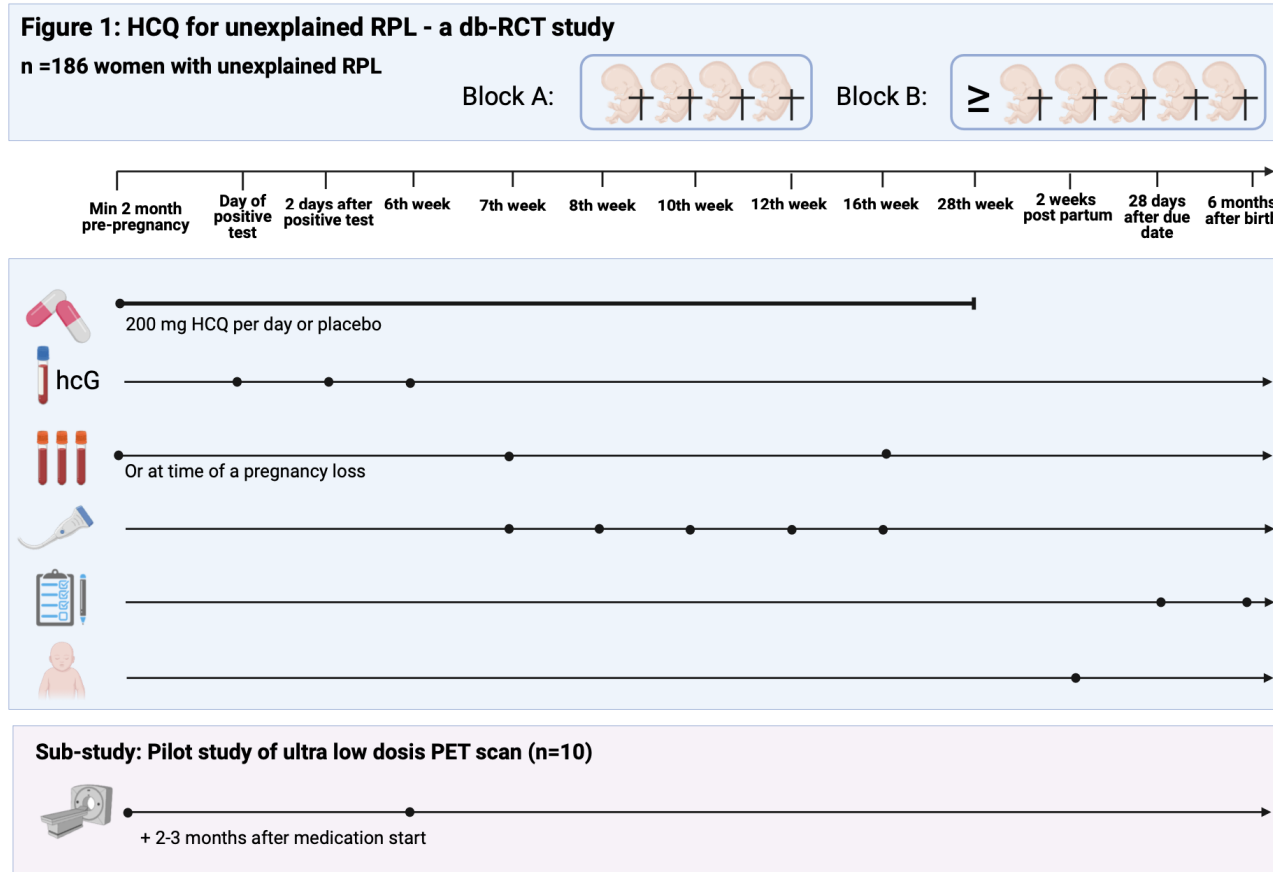 Figure 1: HCQ for unexplained RPL - a db-RCT study
n =186 women with unexplained RPL
Block A:
Block B:
≥
Min 2 month
pre-pregnancy
Day of
positive
test
2 days after
positive test
6th week
7th week
8th week
10th week
12th week
16th week
28th week
2 weeks
post partum
28 days
after due
date
6 months
after birth
200 mg HCQ per day or placebo
hcG
Or at time of a pregnancy loss
Sub-study: Pilot study of ultra low dosis PET scan (n=10)
+ 2-3 months after medication start